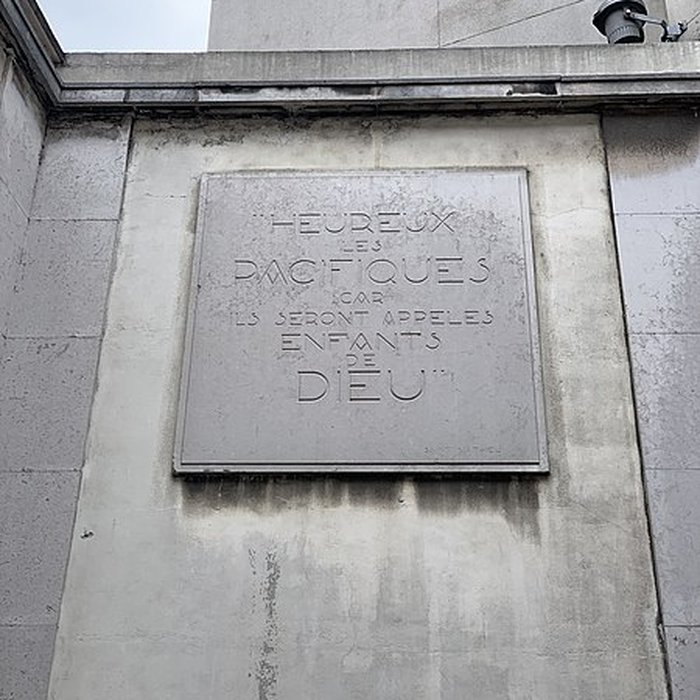 "HEUREUX
LES
PACIFIQUES
CAR
ILS SERONT APPELES
ENFANTS
DE
DIEU"